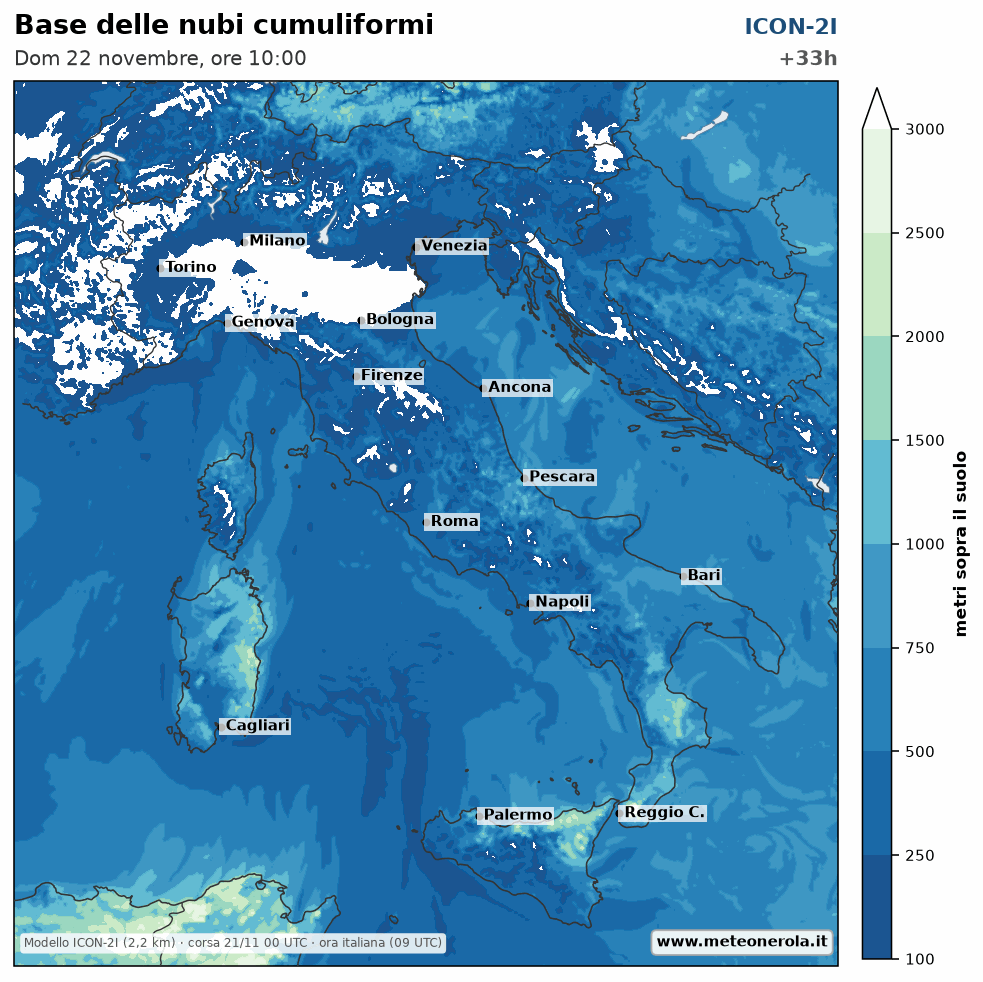 Base delle nubi cumuliformi
ICON-2I
Dom 22 novembre, ore 10:00
+33h
3000
2500
2000
1500
1000
750
500
250
100
metri sopra il suolo
Milano
Venezia
Torino
Genova
Bologna
Firenze
Ancona
Pescara
Roma
Bari
Napoli
Cagliari
Palermo
Reggio C.
Modello ICON-2I (2,2 km) · corsa 21/11 00 UTC · ora italiana (09 UTC)
www.meteonerola.it